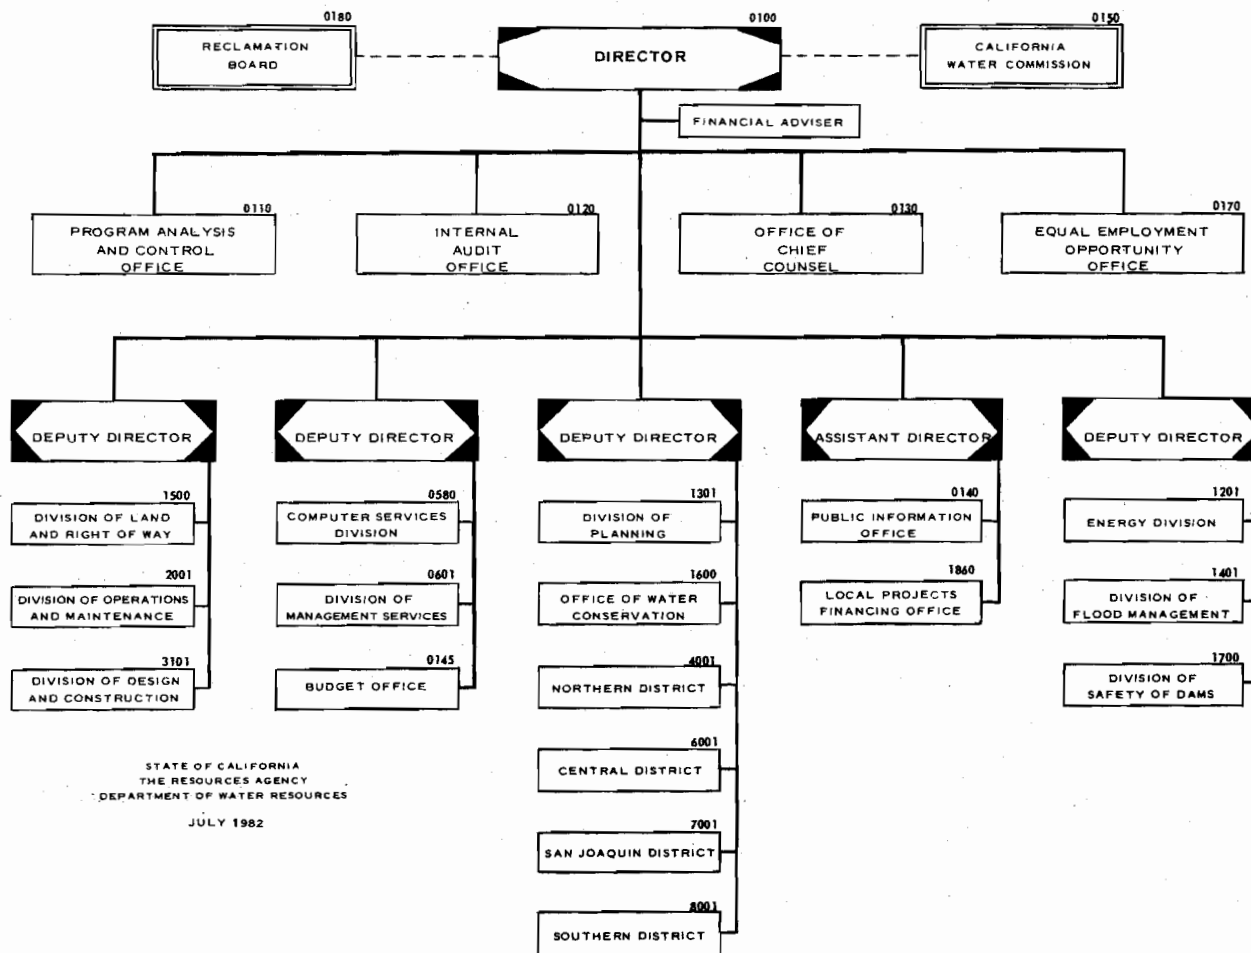 0180
RECLAMATION
BOARD
0100
DIRECTOR
0150
CALIFORNIA
WATER COMMISSION
FINANCIAL ADVISER
0110
PROGRAM ANALYSIS
AND CONTROL
OFFICE
0120
INTERNAL
AUDIT
OFFICE
0130
OFFICE OF
CHIEF
COUNSEL
0170
EQUAL EMPLOYMENT
OPPORTUNITY
OFFICE
DEPUTY DIRECTOR
1500
DIVISION OF LAND
AND RIGHT OF WAY
2001
DIVISION OF OPERATIONS
AND MAINTENANCE
3101
DIVISION OF DESIGN
AND CONSTRUCTION
DEPUTY DIRECTOR
0580
COMPUTER SERVICES
DIVISION
0601
DIVISION OF
MANAGEMENT SERVICES
0145
BUDGET OFFICE
DEPUTY DIRECTOR
1301
DIVISION OF
PLANNING
1600
OFFICE OF WATER
CONSERVATION
4001
NORTHERN DISTRICT
6001
CENTRAL DISTRICT
7001
SAN JOAQUIN DISTRICT
8001
SOUTHERN DISTRICT
ASSISTANT DIRECTOR
0140
PUBLIC INFORMATION
OFFICE
1860
LOCAL PROJECTS
FINANCING OFFICE
DEPUTY DIRECTOR
1201
ENERGY DIVISION
1401
DIVISION OF
FLOOD MANAGEMENT
1700
DIVISION OF
SAFETY OF DAMS
STATE OF CALIFORNIA
THE RESOURCES AGENCY
DEPARTMENT OF WATER RESOURCES
JULY 1982